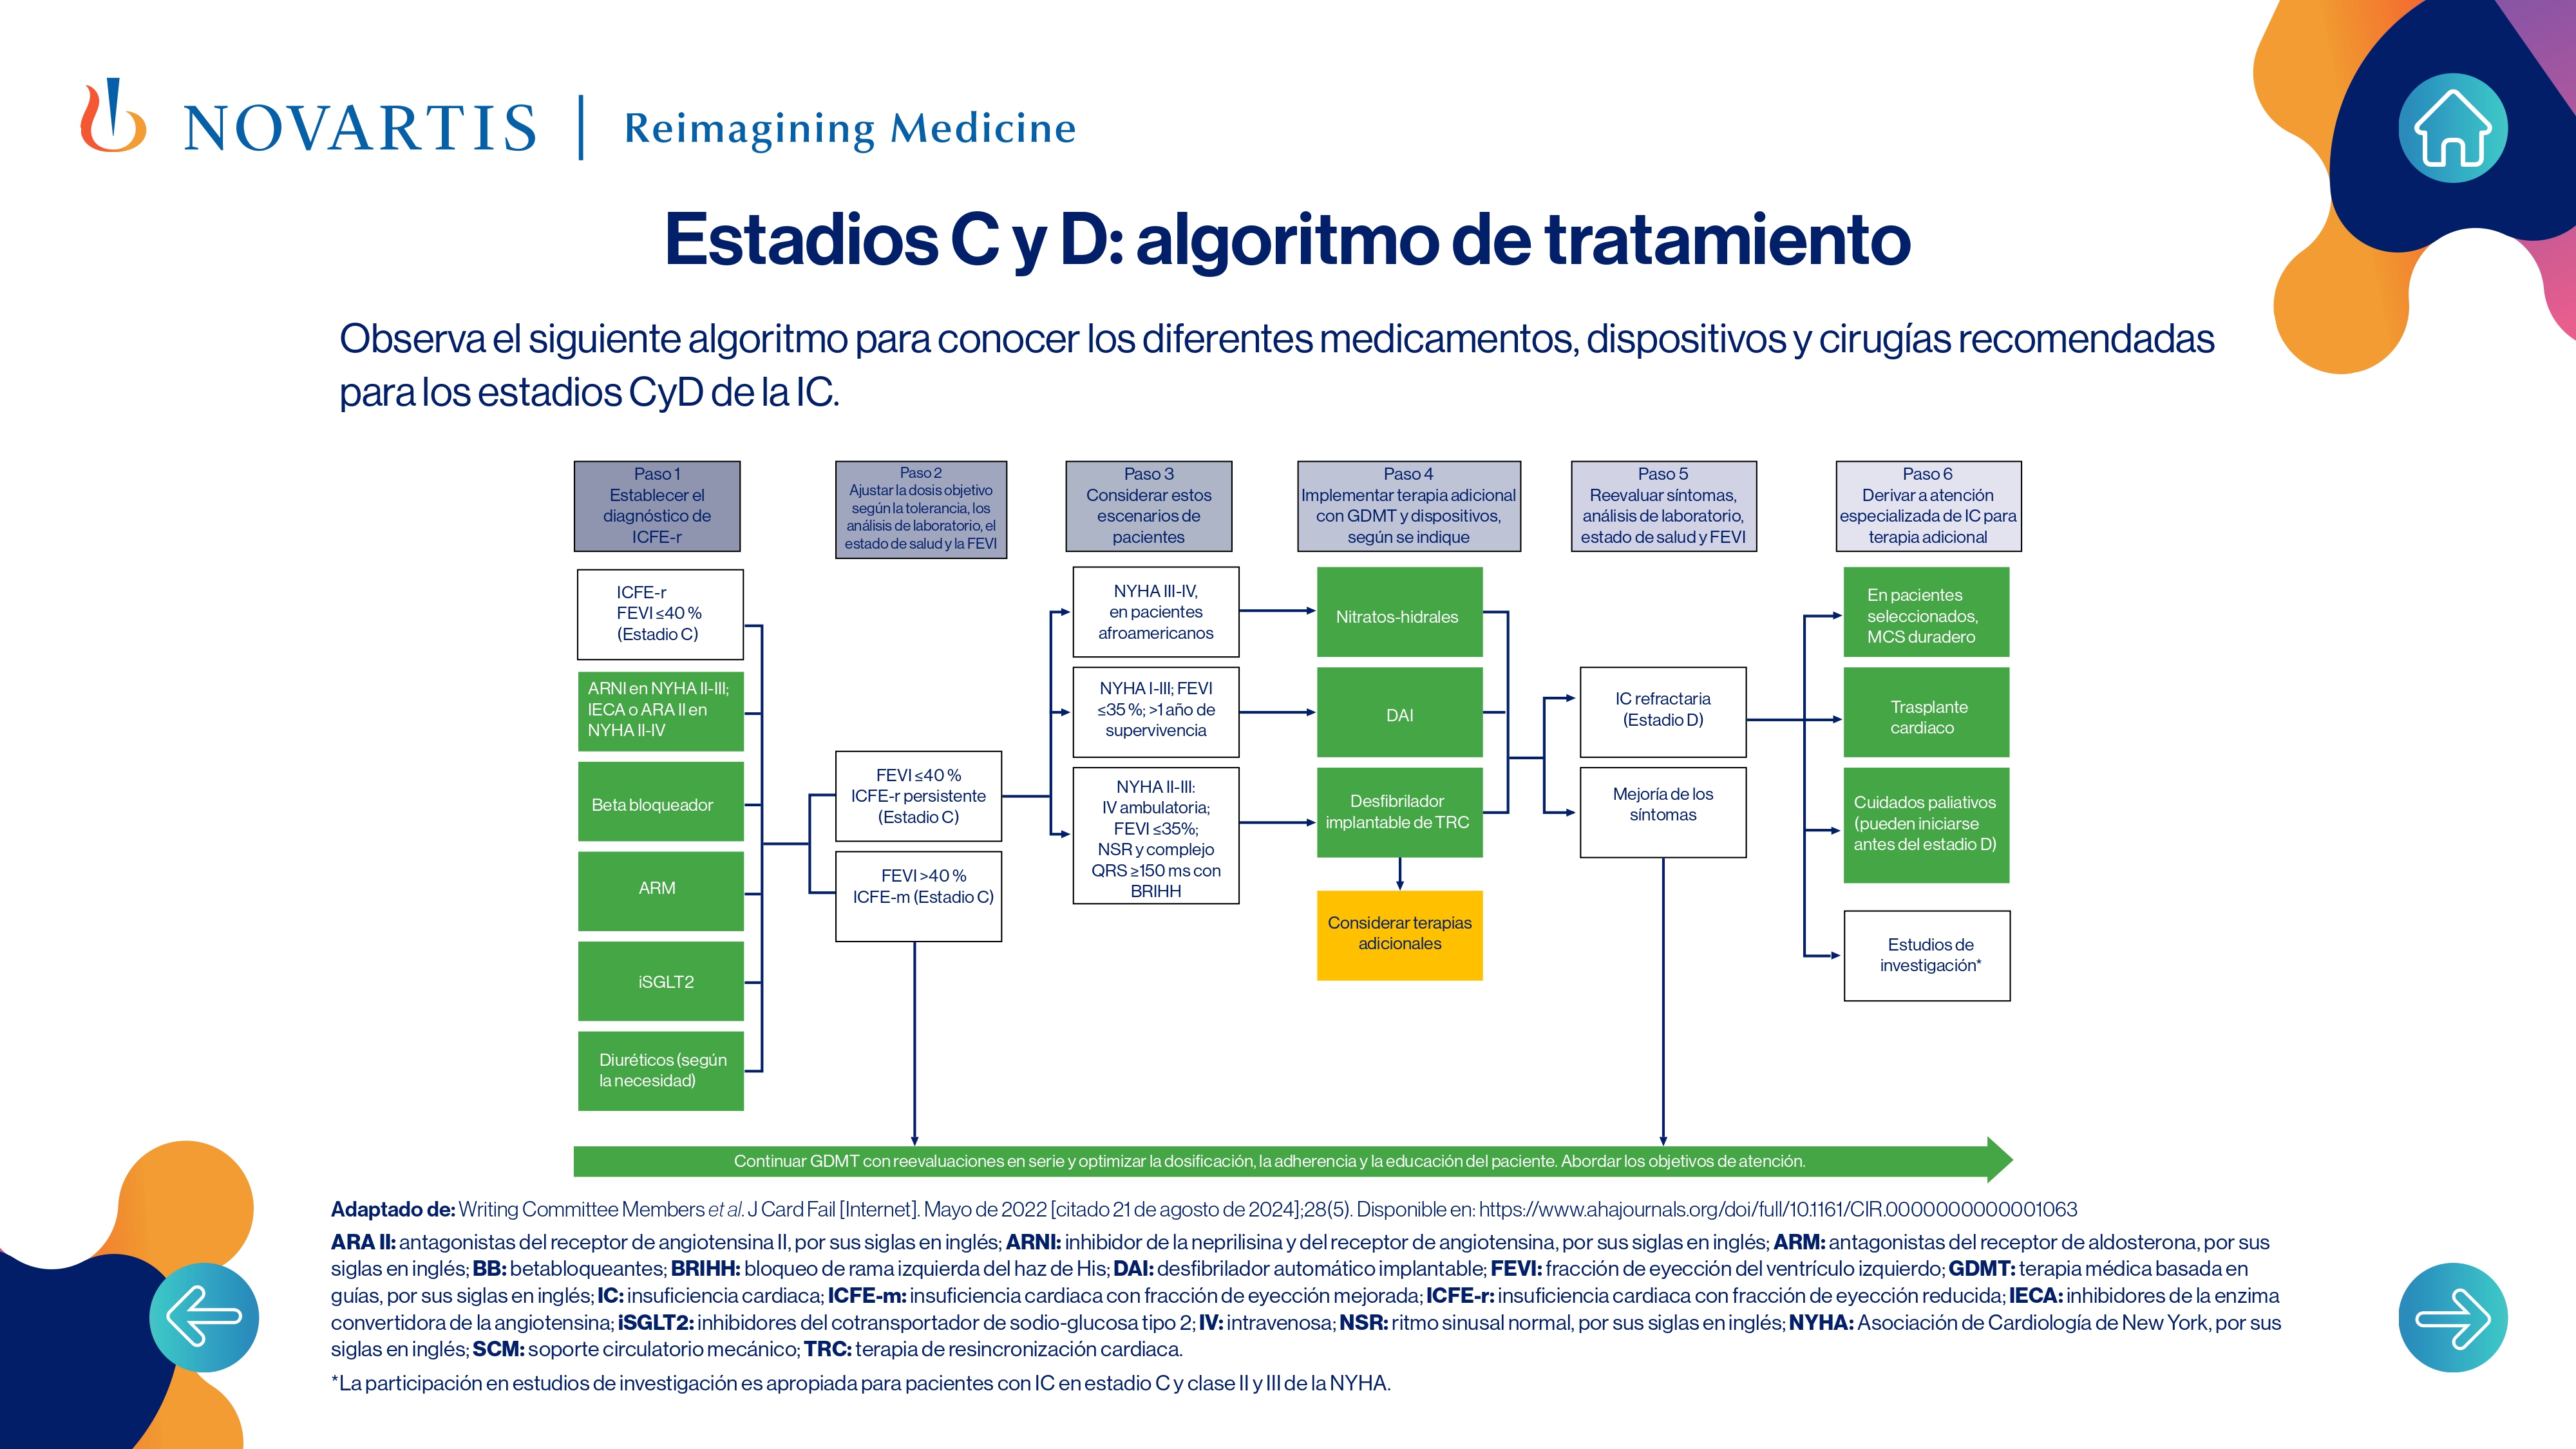 NOVARTIS | Reimagining Medicine
Estadios C y D: algoritmo de tratamiento
Observa el siguiente algoritmo para conocer los diferentes medicamentos, dispositivos y cirugías recomendadas
para los estadios CyD de la IC.
Paso 1
Establecer el
diagnóstico de
ICFE-r
Paso 2
Ajustar la dosis objetivo
según la tolerancia, los
análisis de laboratorio, el
estado de salud y la FEVI
Paso 3
Considerar estos
escenarios de
pacientes
Paso 4
Implementar terapia adicional
con GDMT y dispositivos,
según se indique
Paso 5
Reevaluar síntomas,
análisis de laboratorio,
estado de salud y FEVI
Paso 6
Derivar a atención
especializada de IC para
terapia adicional
ICFE-r
FEVI ≤40 %
(Estadio C)
ARNI en NYHA II-III;
IECA o ARA II en
NYHA II-IV
Beta bloqueador
ARM
iSGLT2
Diuréticos (según
la necesidad)
FEVI ≤40 %
ICFE-r persistente
(Estadio C)
FEVI >40 %
ICFE-m (Estadio C)
NYHA III-IV,
en pacientes
afroamericanos
NYHA I-III; FEVI
≤35 %; >1 año de
supervivencia
NYHA II-III:
IV ambulatoria;
FEVI ≤35%;
NSR y complejo
QRS ≥150 ms con
BRIHH
Nitratos-hidrales
DAI
Desfibrilador
implantable de TRC
Considerar terapias
adicionales
IC refractaria
(Estadio D)
Mejoría de los
síntomas
En pacientes
seleccionados,
MCS duradero
Trasplante
cardiaco
Cuidados paliativos
(pueden iniciarse
antes del estadio D)
Estudios de
investigación*
Continuar GDMT con reevaluaciones en serie y optimizar la dosificación, la adherencia y la educación del paciente. Abordar los objetivos de atención.
Adaptado de: Writing Committee Members et al. J Card Fail [Internet]. Mayo de 2022 [citado 21 de agosto de 2024];28(5). Disponible en: https://www.ahajournals.org/doi/full/10.1161/CIR.0000000000001063
ARA II: antagonistas del receptor de angiotensina II, por sus siglas en inglés; ARNI: inhibidor de la neprilisina y del receptor de angiotensina, por sus siglas en inglés; ARM: antagonistas del receptor de aldosterona, por sus
siglas en inglés; BB: betabloqueantes; BRIHH: bloqueo de rama izquierda del haz de His; DAI: desfibrilador automático implantable; FEVI: fracción de eyección del ventrículo izquierdo; GDMT: terapia médica basada en
guías, por sus siglas en inglés; IC: insuficiencia cardiaca; ICFE-m: insuficiencia cardiaca con fracción de eyección mejorada; ICFE-r: insuficiencia cardiaca con fracción de eyección reducida; IECA: inhibidores de la enzima
convertidora de la angiotensina; iSGLT2: inhibidores del cotransportador de sodio-glucosa tipo 2; IV: intravenosa; NSR: ritmo sinusal normal, por sus siglas en inglés; NYHA: Asociación de Cardiología de New York, por sus
siglas en inglés; SCM: soporte circulatorio mecánico; TRC: terapia de resincronización cardiaca.
*La participación en estudios de investigación es apropiada para pacientes con IC en estadio C y clase II y III de la NYHA.